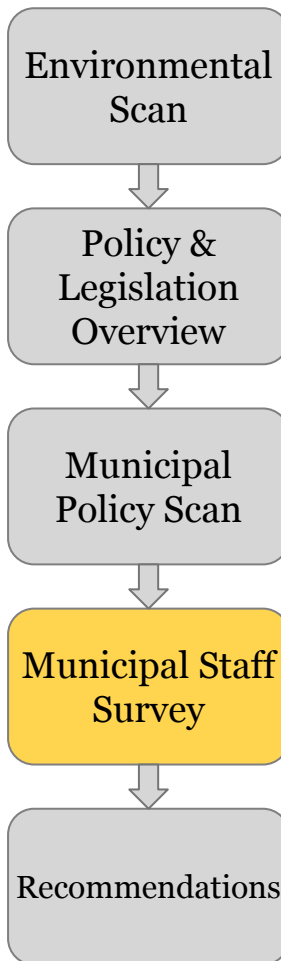 Environmental
Scan
Policy &
Legislation
Overview
Municipal
Policy Scan
Municipal Staff
Survey
Recommendations